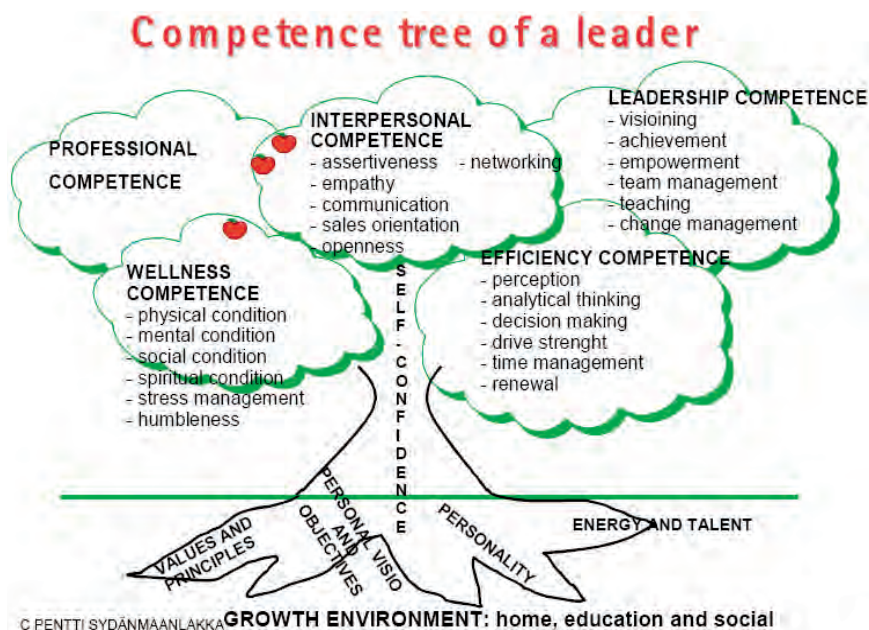 Competence tree of a leader
PROFESSIONAL
COMPETENCE
INTERPERSONAL
COMPETENCE
- assertiveness - networking
- empathy
- communication
- sales orientation
- openness
LEADERSHIP COMPETENCE
- visioining
- achievement
- empowerment
- team management
- teaching
- change management
WELLNESS
COMPETENCE
- physical condition
- mental condition
- social condition
- spiritual condition
- stress management
- humbleness
EFFICIENCY COMPETENCE
- perception
- analytical thinking
- decision making
- drive strenght
- time management
- renewal
SELF-CONFIDENCE
VALUES AND
PRINCIPLES
PERSONAL VISIO
AND
OBJECTIVES
PERSONALITY
ENERGY AND TALENT
C PENTTI SYDÄNMAANLAKKA
GROWTH ENVIRONMENT: home, education and social